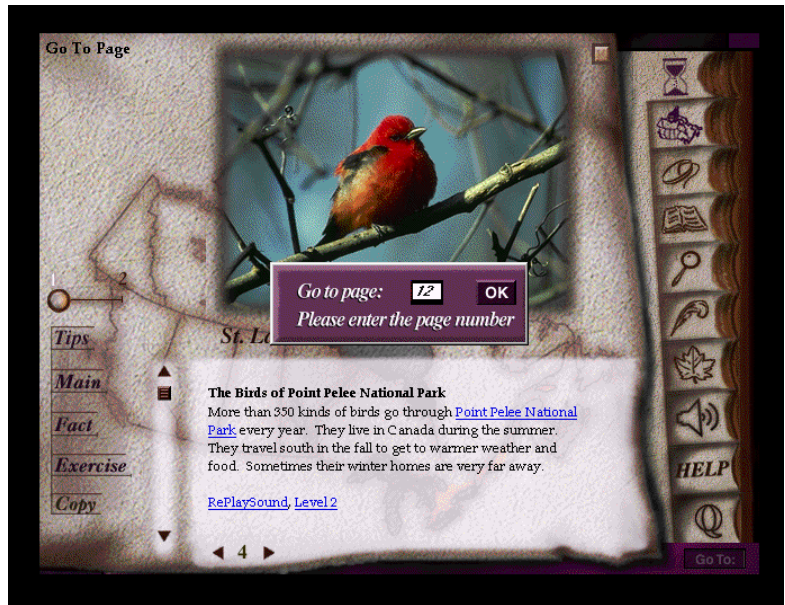 Go To Page
Go to page: 12 OK
Please enter the page number
1 2
St. L
Tips
Main
Fact
Exercise
Copy
The Birds of Point Pelee National Park
More than 350 kinds of birds go through Point Pelee National
Park every year. They live in Canada during the summer.
They travel south in the fall to get to warmer weather and
food. Sometimes their winter homes are very far away.
RePlaySound, Level 2
4
HELP
Q
Go To: